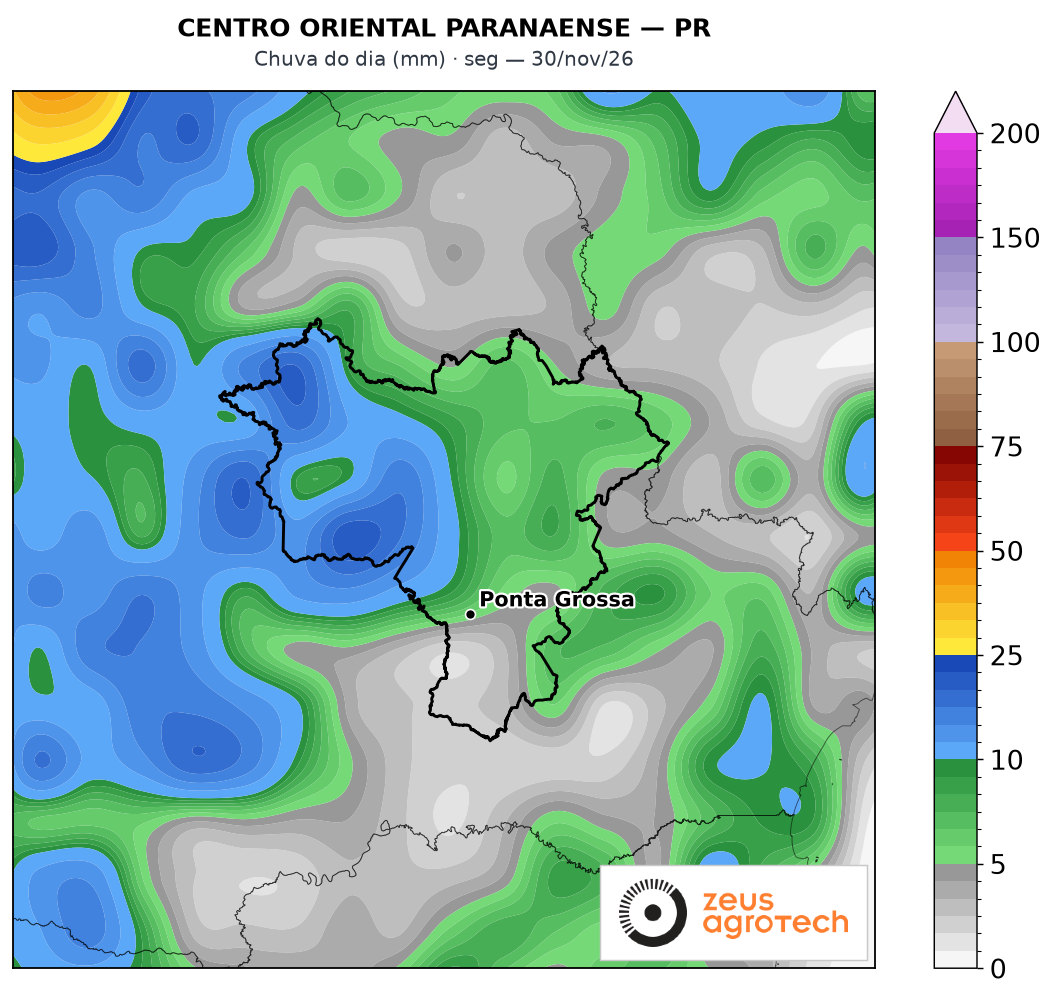 CENTRO ORIENTAL PARANAENSE — PR
Chuva do dia (mm) · seg — 30/nov/26
200
150
100
75
50
25
10
5
0
Ponta Grossa
zeus
agrotech